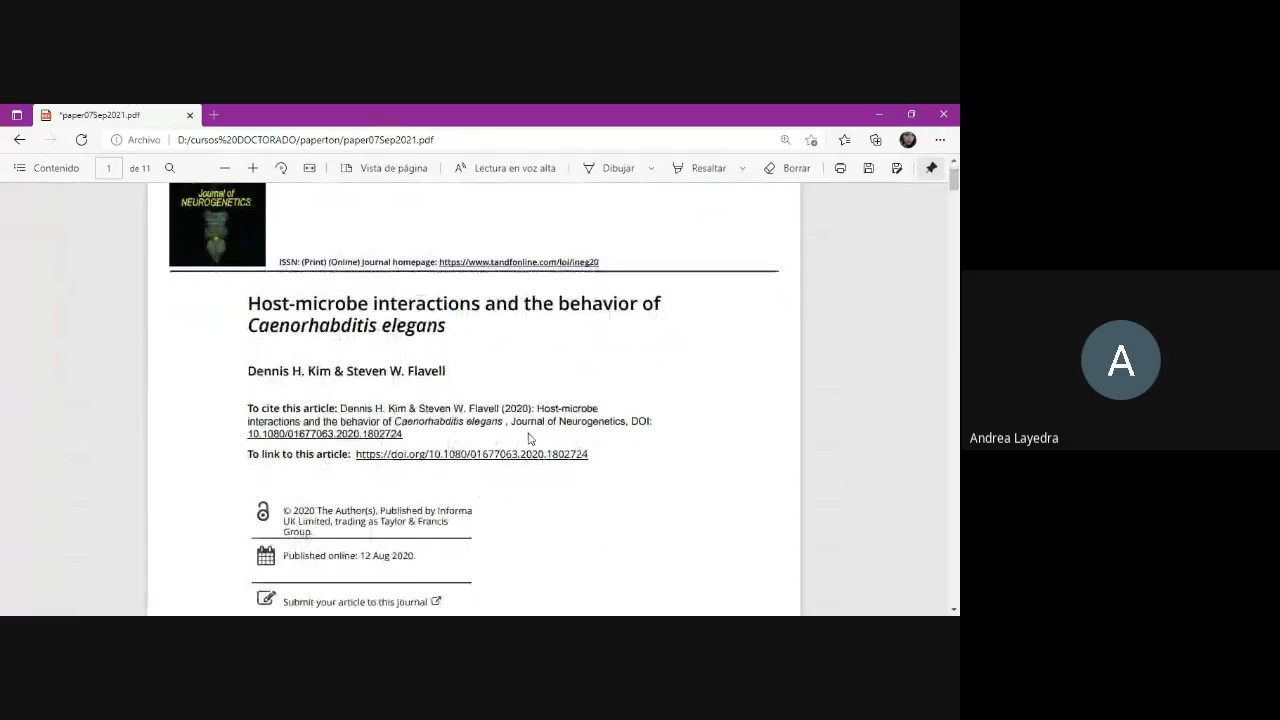 *paper07Sep2021.pdf
Archivo
D:/cursos%20DOCTORADO/paperton/paper07Sep2021.pdf
Contenido 1 de 11 Vista de página Lectura en voz alta Dibujar Resaltar Borrar
Journal of
NEUROGENETICS
ISSN: (Print) (Online) Journal homepage: https://www.tandfonline.com/loi/ineg20
Host-microbe interactions and the behavior of
Caenorhabditis elegans
Dennis H. Kim & Steven W. Flavell
To cite this article: Dennis H. Kim & Steven W. Flavell (2020): Host-microbe
interactions and the behavior of Caenorhabditis elegans , Journal of Neurogenetics, DOI:
10.1080/01677063.2020.1802724
To link to this article: https://doi.org/10.1080/01677063.2020.1802724
© 2020 The Author(s). Published by Informa
UK Limited, trading as Taylor & Francis
Group.
Published online: 12 Aug 2020.
Submit your article to this journal
A
Andrea Layedra